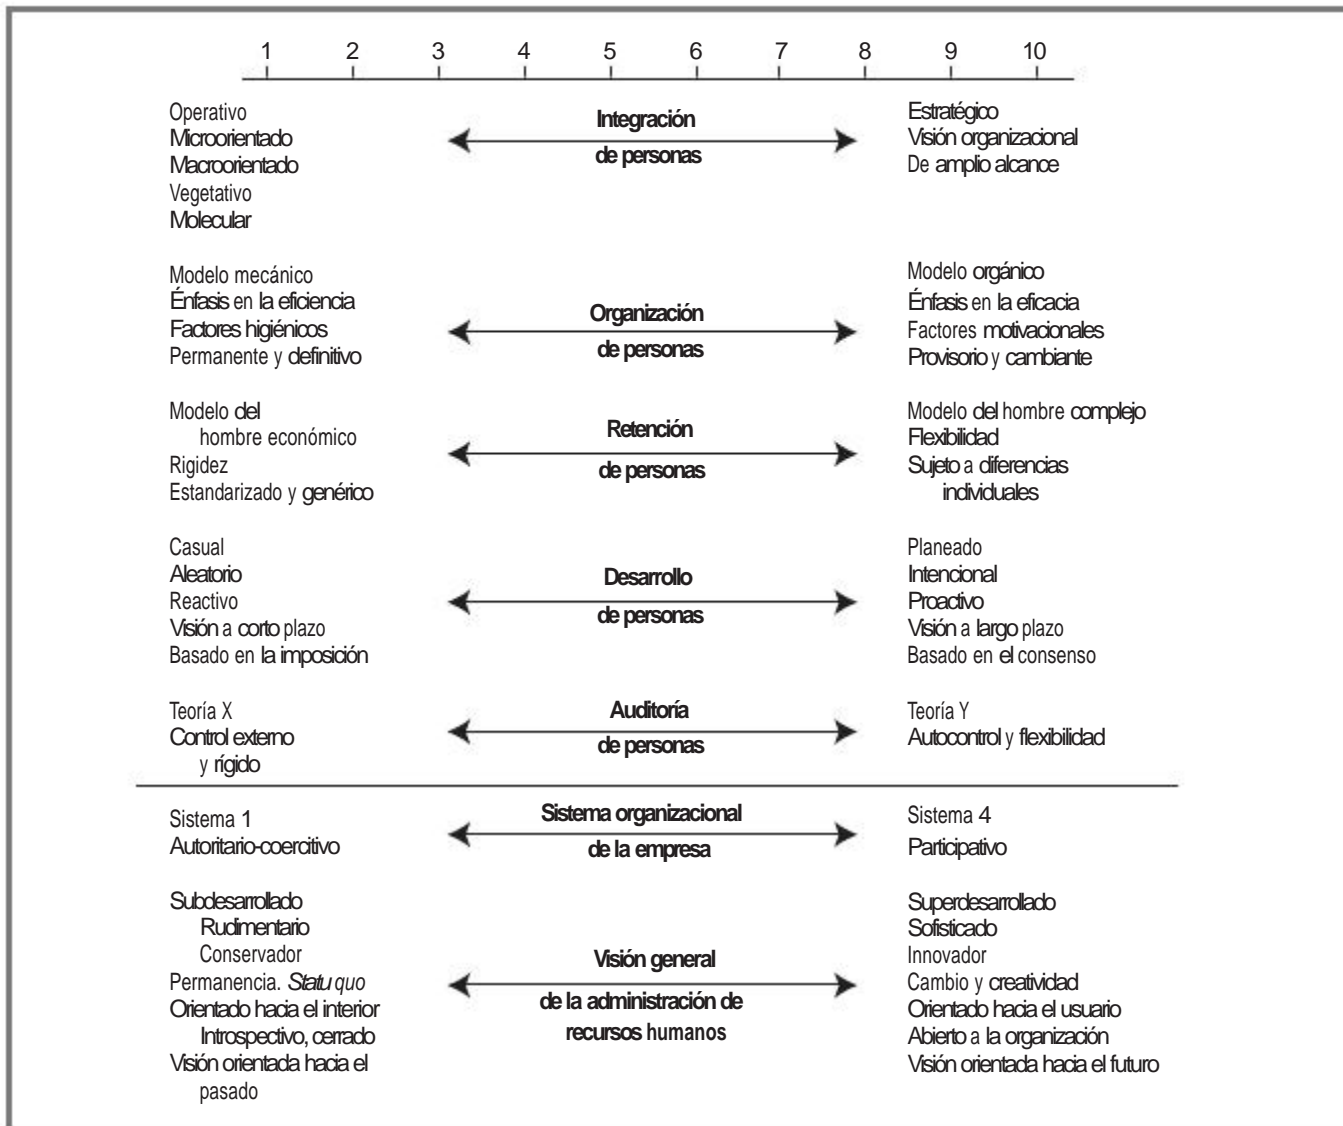 1 2 3 4 5 6 7 8 9 10
Operativo
Microorientado
Macroorientado
Vegetativo
Molecular
Integración
de personas
Estratégico
Visión organizacional
De amplio alcance
Modelo mecánico
Énfasis en la eficiencia
Factores higiénicos
Permanente y definitivo
Organización
de personas
Modelo orgánico
Énfasis en la eficacia
Factores motivacionales
Provisorio y cambiante
Modelo del
hombre económico
Rigidez
Estandarizado y genérico
Retención
de personas
Modelo del hombre complejo
Flexibilidad
Sujeto a diferencias
individuales
Casual
Aleatorio
Reactivo
Visión a corto plazo
Basado en la imposición
Desarrollo
de personas
Planeado
Intencional
Proactivo
Visión a largo plazo
Basado en el consenso
Teoría X
Control externo
y rígido
Auditoría
de personas
Teoría Y
Autocontrol y flexibilidad
Sistema 1
Autoritario-coercitivo
Sistema organizacional
de la empresa
Sistema 4
Participativo
Subdesarrollado
Rudimentario
Conservador
Permanencia. Statu quo
Orientado hacia el interior
Introspectivo, cerrado
Visión orientada hacia el
pasado
Visión general
de la administración de
recursos humanos
Superdesarrollado
Sofisticado
Innovador
Cambio y creatividad
Orientado hacia el usuario
Abierto a la organización
Visión orientada hacia el futuro